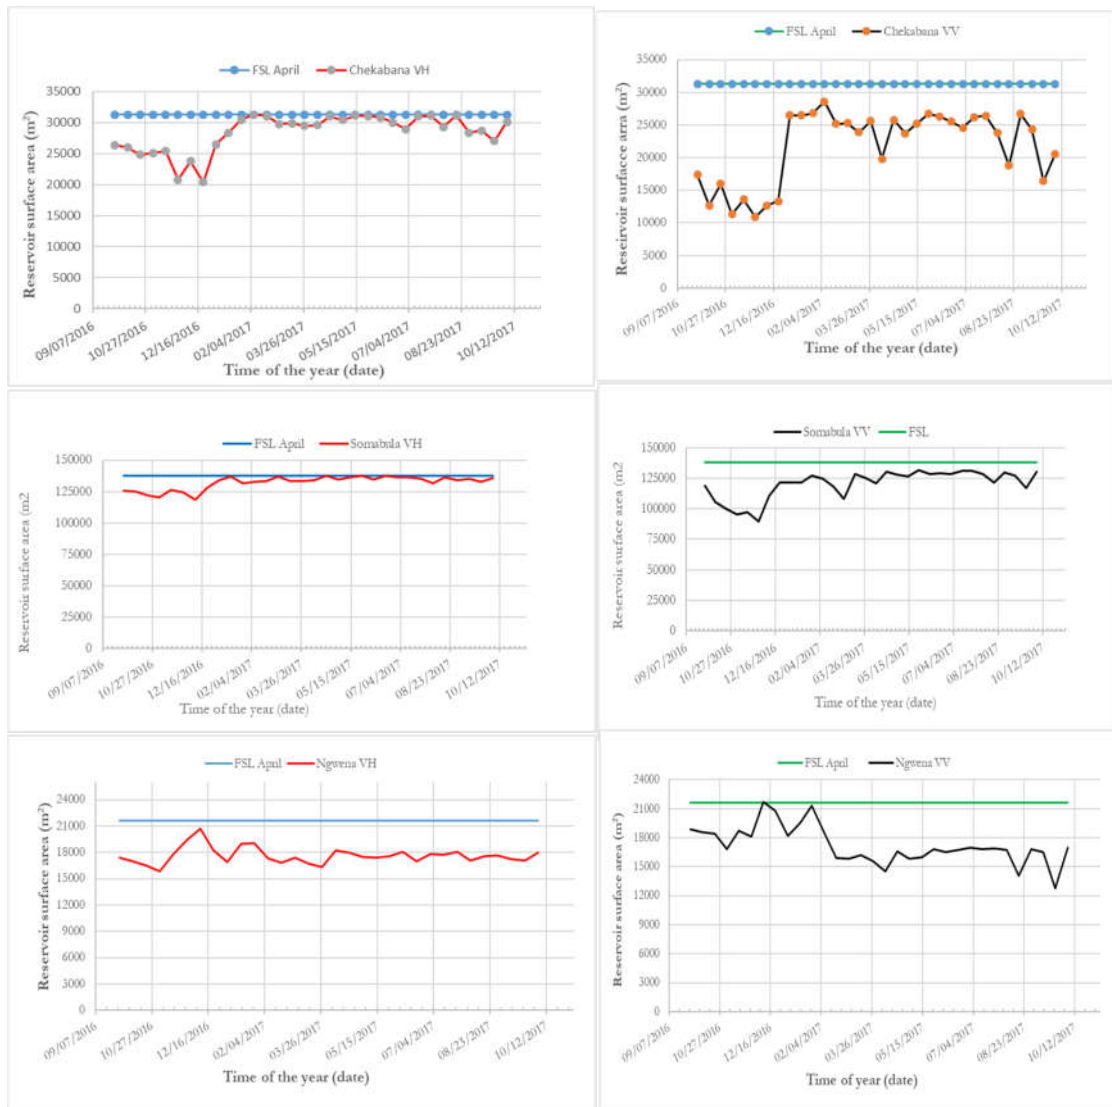 FSL April Chekabana VH
35000
30000
25000
20000
15000
10000
5000
0
Reservoir surface area (m²)
09/07/2016 10/27/2016 12/16/2016 02/04/2017 03/26/2017 05/15/2017 07/04/2017 08/23/2017 10/12/2017
Time of the year (date)
FSL April Chekabana VV
35000
30000
25000
20000
15000
10000
5000
0
Reseirvoir surfacce arra (m²)
09/07/2016 10/27/2016 12/16/2016 02/04/2017 03/26/2017 05/15/2017 07/04/2017 08/23/2017 10/12/2017
Time of the year (date)
FSL April Somabula VH
150000
125000
100000
75000
50000
25000
0
Reservoir surface area (m2
09/07/2016 10/27/2016 12/16/2016 02/04/2017 03/26/2017 05/15/2017 07/04/2017 08/23/2017 10/12/2017
Time of the year (date)
Somabula VV FSL
150000
125000
100000
75000
50000
25000
0
Reservoir surface area (m2
09/07/2016 10/27/2016 12/16/2016 02/04/2017 03/26/2017 05/15/2017 07/04/2017 08/23/2017 10/12/2017
Time of the year (date)
FSL April Ngwena VH
24000
21000
18000
15000
12000
9000
6000
3000
0
Reservoir surface area (m²)
09/07/2016 10/27/2016 12/16/2016 02/04/2017 03/26/2017 05/15/2017 07/04/2017 08/23/2017 10/12/2017
Time of the year (date)
FSL April Ngwena VV
24000
21000
18000
15000
12000
9000
6000
3000
0
Reservoir surface area (m²)
09/07/2016 10/27/2016 12/16/2016 02/04/2017 03/26/2017 05/15/2017 07/04/2017 08/23/2017 10/12/2017
Time of year (date)